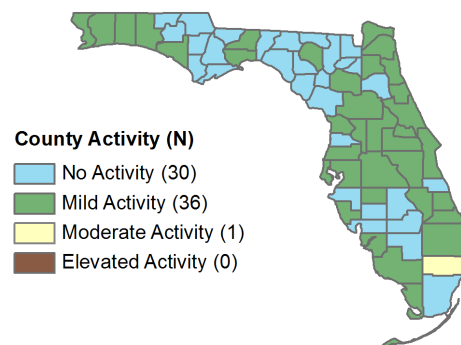 County Activity (N)
No Activity (30)
Mild Activity (36)
Moderate Activity (1)
Elevated Activity (0)